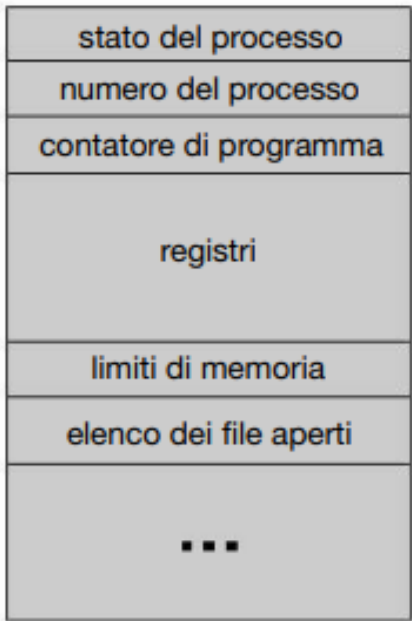 stato del processo
numero del processo
contatore di programma
registri
limiti di memoria
elenco dei file aperti
...